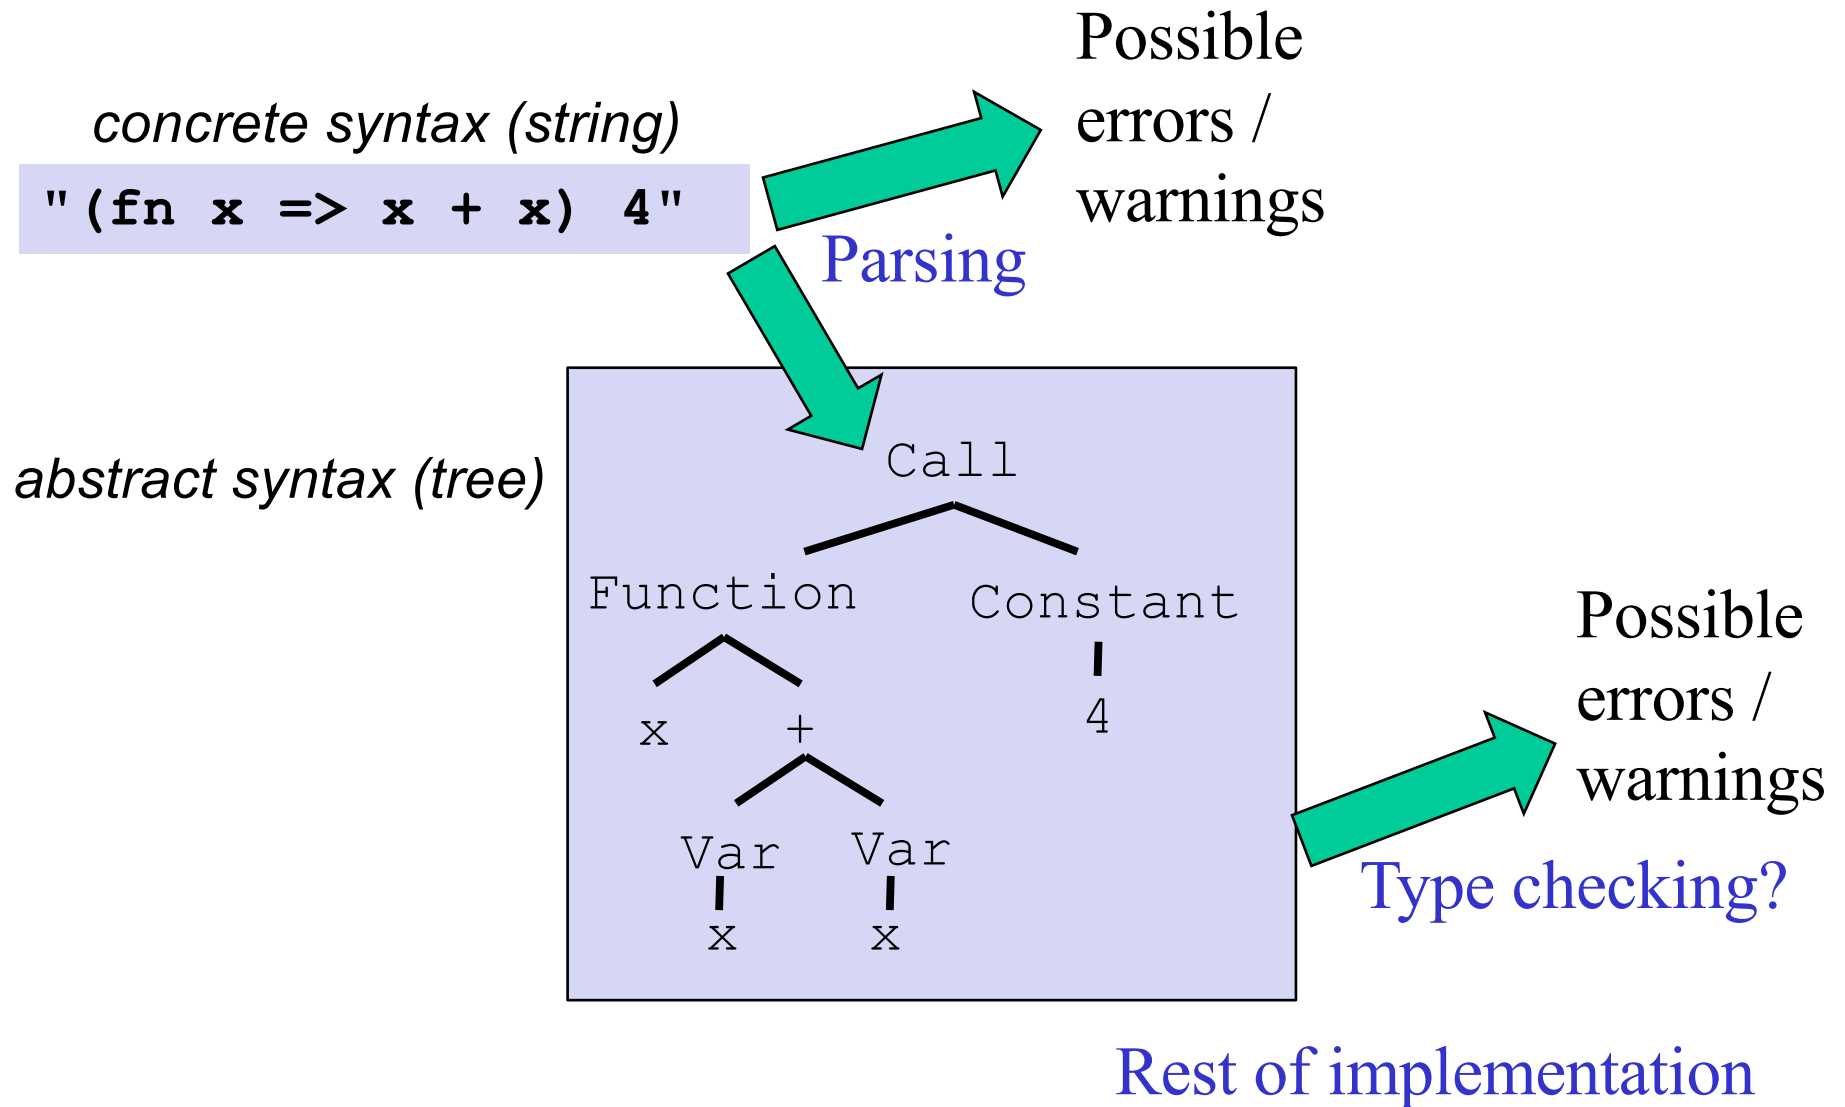 Possible
errors /
warnings
concrete syntax (string)
"(fn x => x + x) 4"
Parsing
abstract syntax (tree)
Call
Function
Constant
x
+
4
Var
Var
x
x
Possible
errors /
warnings
Type checking?
Rest of implementation